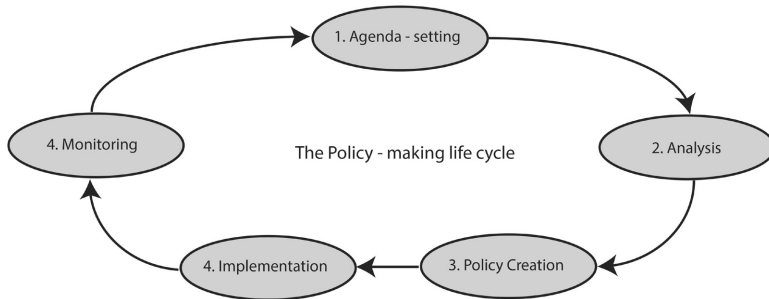 1. Agenda - setting
4. Monitoring
2. Analysis
The Policy - making life cycle
4. Implementation
3. Policy Creation